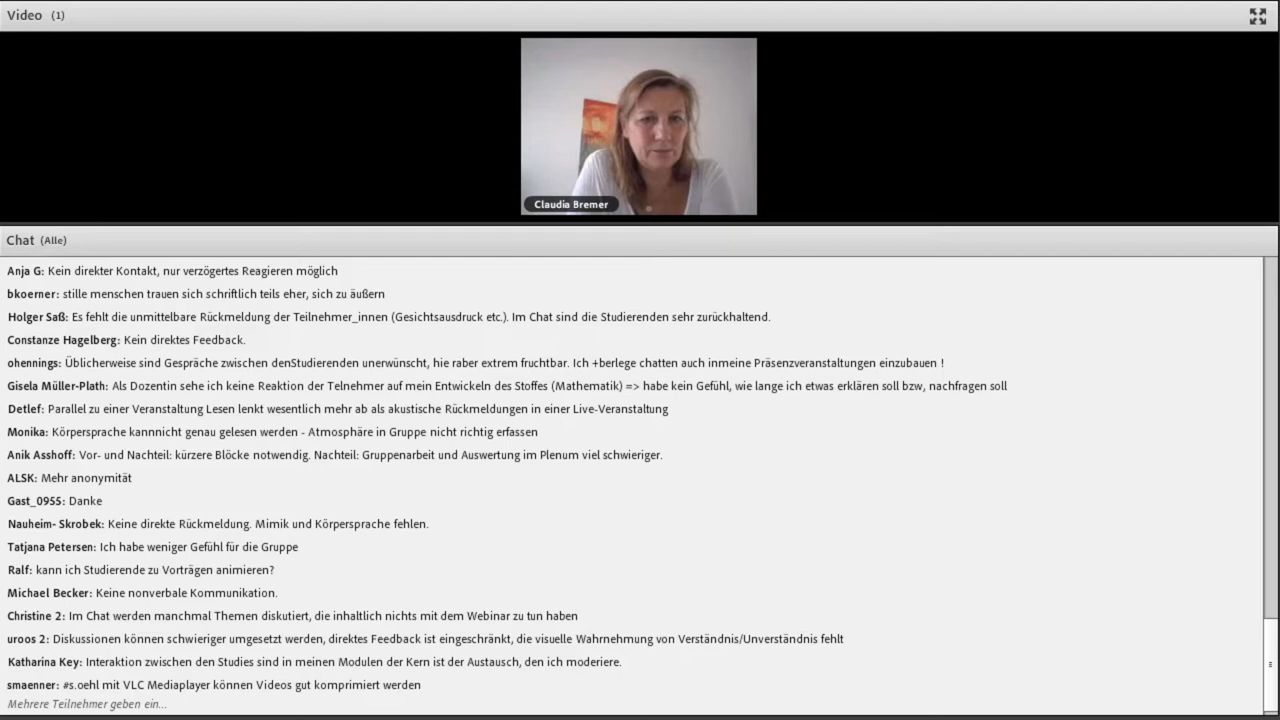 Video (1)
Claudia Bremer
Chat (Alle)
Anja G: Kein direkter Kontakt, nur verzögertes Reagieren möglich
bkoerner: stille menschen trauen sich schriftlich teils eher, sich zu äußern
Holger Saß: Es fehlt die unmittelbare Rückmeldung der Teilnehmer_innen (Gesichtsausdruck etc.). Im Chat sind die Studierenden sehr zurückhaltend.
Constanze Hagelberg: Kein direktes Feedback.
ohennings: Üblicherweise sind Gespräche zwischen denStudierenden unerwünscht, hie raber extrem fruchtbar. Ich +berlege chatten auch inmeine Präsenzveranstaltungen einzubauen !
Gisela Müller-Plath: Als Dozentin sehe ich keine Reaktion der Telnehmer auf mein Entwickeln des Stoffes (Mathematik) => habe kein Gefühl, wie lange ich etwas erklären soll bzw, nachfragen soll
Detlef: Parallel zu einer Veranstaltung Lesen lenkt wesentlich mehr ab als akustische Rückmeldungen in einer Live-Veranstaltung
Monika: Körpersprache kannnicht genau gelesen werden - Atmosphäre in Gruppe nicht richtig erfassen
Anik Asshoff: Vor- und Nachteil: kürzere Blöcke notwendig. Nachteil: Gruppenarbeit und Auswertung im Plenum viel schwieriger.
ALSK: Mehr anonymität
Gast_0955: Danke
Nauheim- Skrobek: Keine direkte Rückmeldung. Mimik und Körpersprache fehlen.
Tatjana Petersen: Ich habe weniger Gefühl für die Gruppe
Ralf: kann ich Studierende zu Vorträgen animieren?
Michael Becker: Keine nonverbale Kommunikation.
Christine 2: Im Chat werden manchmal Themen diskutiert, die inhaltlich nichts mit dem Webinar zu tun haben
uroos 2: Diskussionen können schwieriger umgesetzt werden, direktes Feedback ist eingeschränkt, die visuelle Wahrnehmung von Verständnis/Unverständnis fehlt
Katharina Key: Interaktion zwischen den Studies sind in meinen Modulen der Kern ist der Austausch, den ich moderiere.
smaenner: #s.oehl mit VLC Mediaplayer können Videos gut komprimiert werden
Mehrere Teilnehmer geben ein...